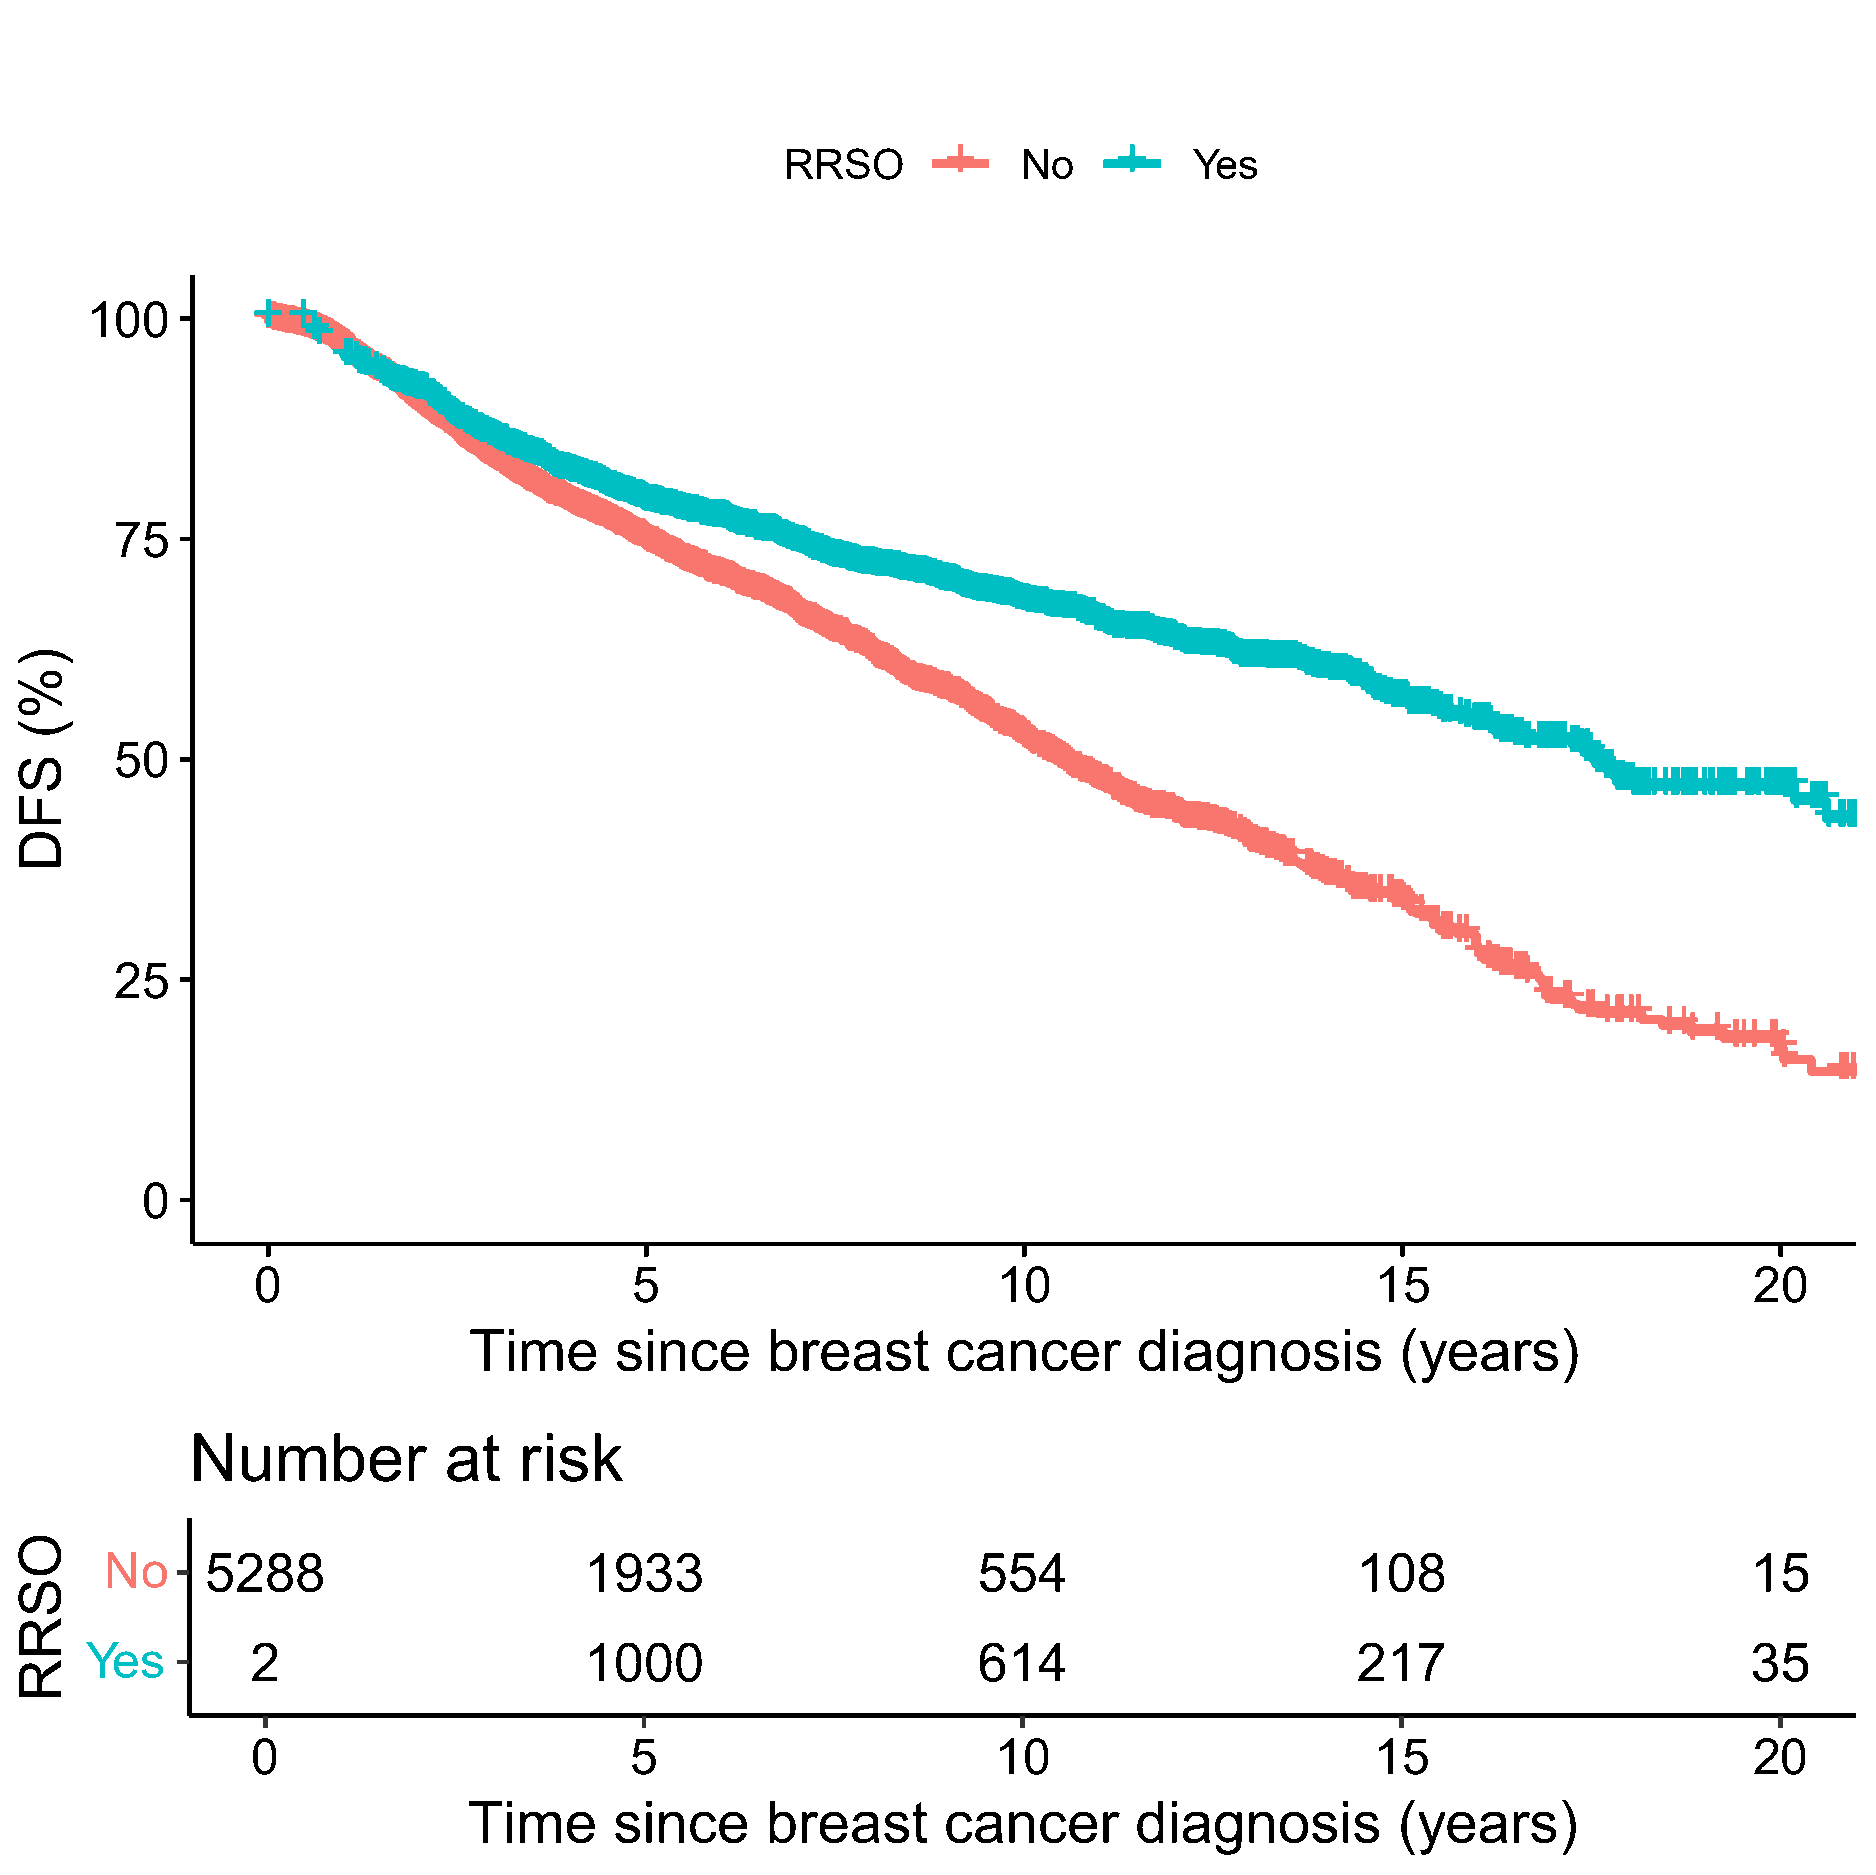 RRSO No Yes
100
75
50
25
0
DFS (%)
0 5 10 15 20
Time since breast cancer diagnosis (years)
Number at risk
RRSO
No 5288 1933 554 108 15
Yes 2 1000 614 217 35
0 5 10 15 20
Time since breast cancer diagnosis (years)